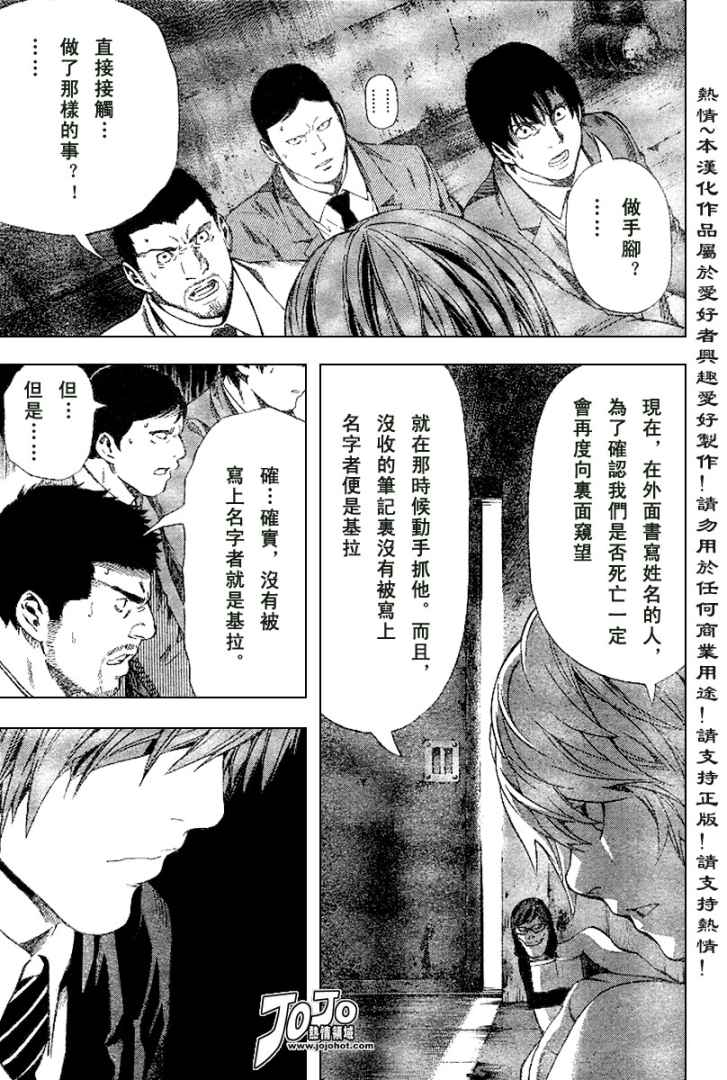 做手腳?
……
……
直接接觸…
做了那樣的事?!
……
現在,在外面書寫姓名的人,
為了確認我們是否死亡一定
會再度向裏面窺望
就在那時候動手抓他。而且,
沒收的筆記裏沒有被寫上
名字者便是基拉
確…確實,沒有被
寫上名字者就是基拉。
但…
但是……
熱情~本漢化作品屬於愛好者興趣愛好製作!請勿用於任何商業用途!請支持正版!請支持熱情!
JOJO
熱情領域
www.jojohot.com